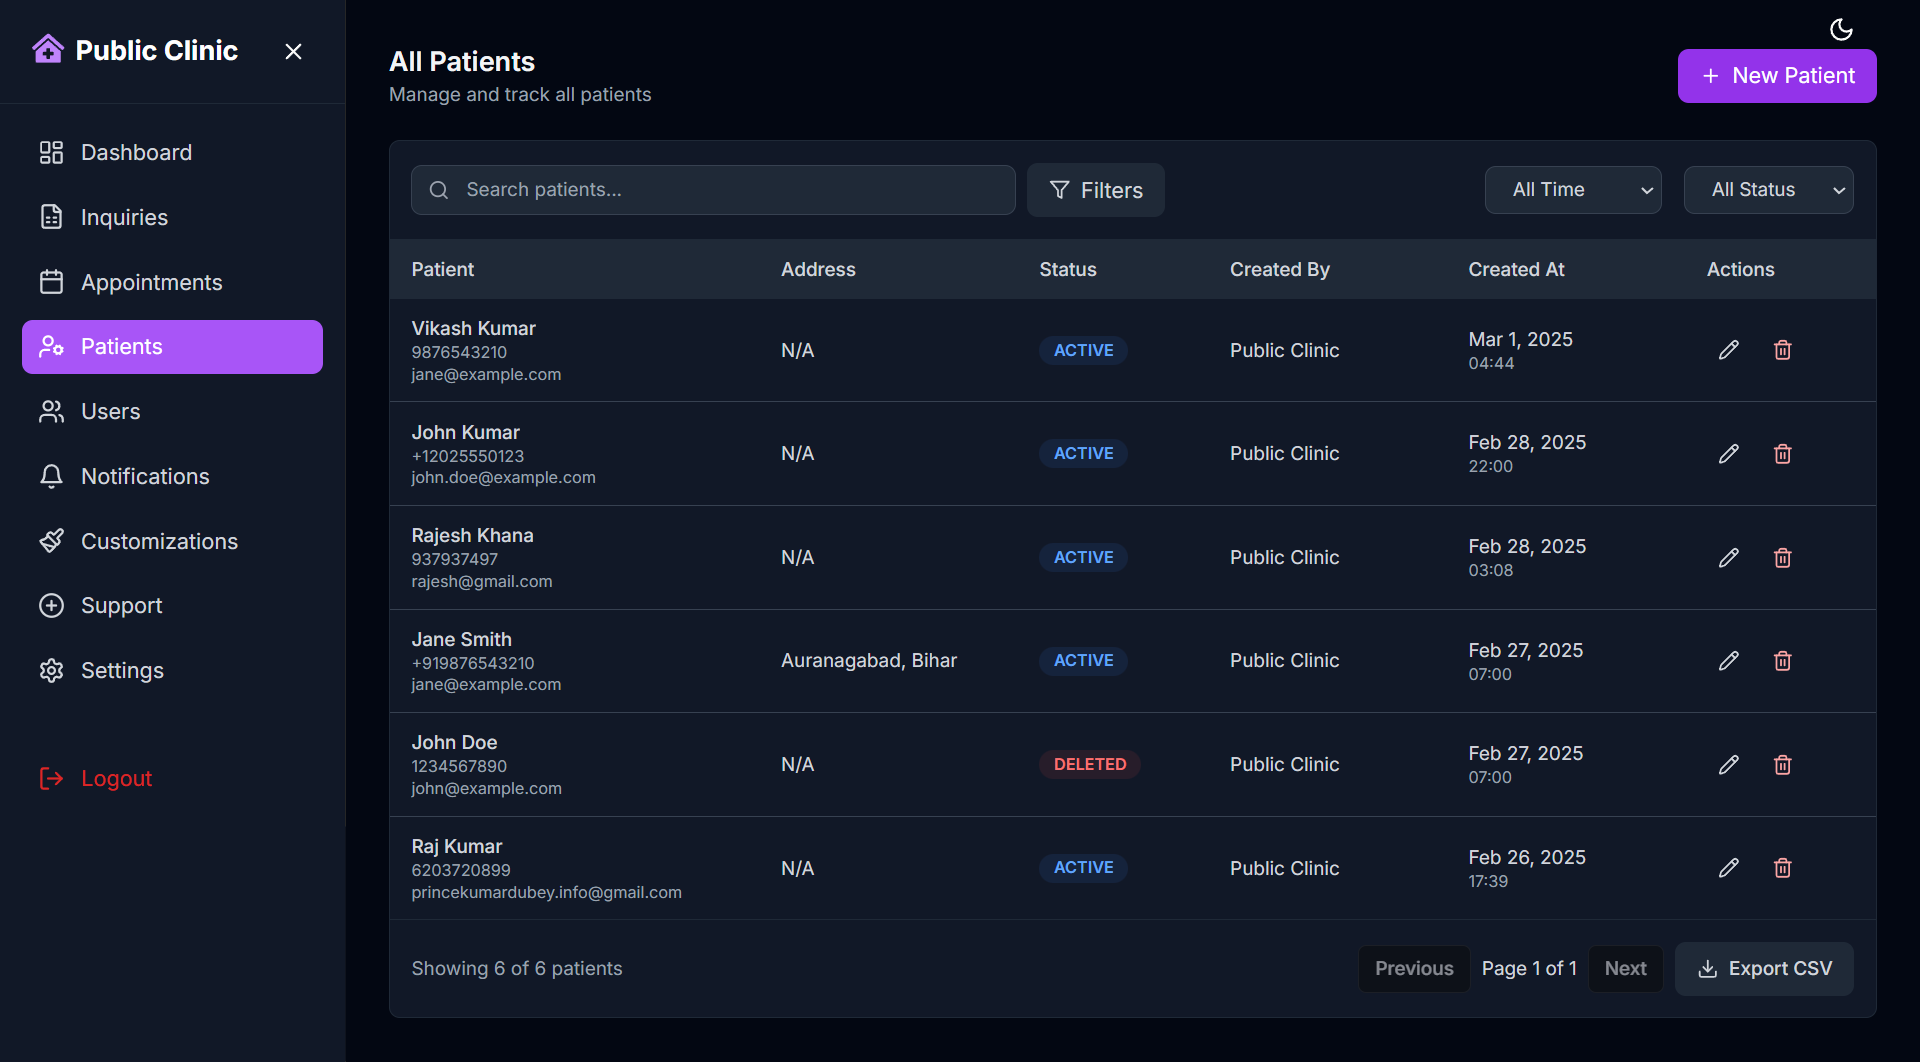 Public Clinic
Dashboard
Inquiries
Appointments
Patients
Users
Notifications
Customizations
Support
Settings
Logout
All Patients
Manage and track all patients
New Patient
Search patients...
Filters
All Time
All Status
Patient Address Status Created By Created At Actions
Vikash Kumar
9876543210
jane@example.com
N/A
ACTIVE
Public Clinic
Mar 1, 2025
04:44
John Kumar
+12025550123
john.doe@example.com
N/A
ACTIVE
Public Clinic
Feb 28, 2025
22:00
Rajesh Khana
937937497
rajesh@gmail.com
N/A
ACTIVE
Public Clinic
Feb 28, 2025
03:08
Jane Smith
+919876543210
jane@example.com
Auranagabad, Bihar
ACTIVE
Public Clinic
Feb 27, 2025
07:00
John Doe
1234567890
john@example.com
N/A
DELETED
Public Clinic
Feb 27, 2025
07:00
Raj Kumar
6203720899
princekumardubey.info@gmail.com
N/A
ACTIVE
Public Clinic
Feb 26, 2025
17:39
Showing 6 of 6 patients
Previous
Page 1 of 1
Next
Export CSV